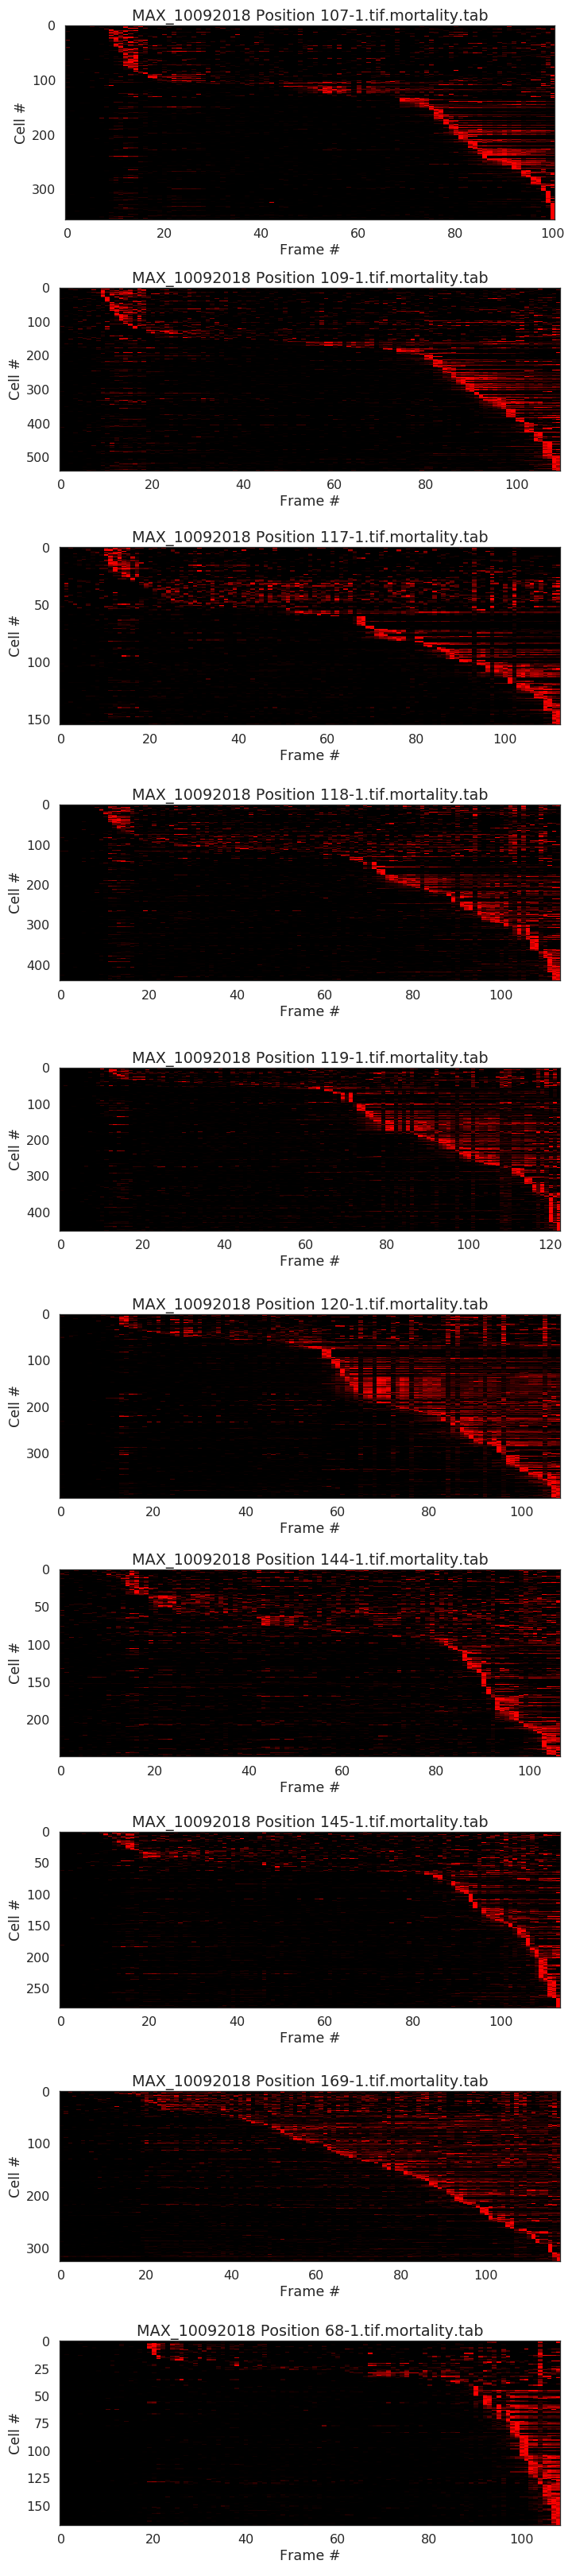 MAX_10092018 Position 107-1.tif.mortality.tab
0
100
200
300
Cell #
0 20 40 60 80 100
Frame #
MAX_10092018 Position 109-1.tif.mortality.tab
0
100
200
300
400
500
Cell #
0 20 40 60 80 100
Frame #
MAX_10092018 Position 117-1.tif.mortality.tab
0
50
100
150
Cell #
0 20 40 60 80 100
Frame #
MAX_10092018 Position 118-1.tif.mortality.tab
0
100
200
300
400
Cell #
0 20 40 60 80 100
Frame #
MAX_10092018 Position 119-1.tif.mortality.tab
0
100
200
300
400
Cell #
0 20 40 60 80 100 120
Frame #
MAX_10092018 Position 120-1.tif.mortality.tab
0
100
200
300
Cell #
0 20 40 60 80 100
Frame #
MAX_10092018 Position 144-1.tif.mortality.tab
0
50
100
150
200
Cell #
0 20 40 60 80 100
Frame #
MAX_10092018 Position 145-1.tif.mortality.tab
0
50
100
150
200
250
Cell #
0 20 40 60 80 100
Frame #
MAX_10092018 Position 169-1.tif.mortality.tab
0
100
200
300
Cell #
0 20 40 60 80 100
Frame #
MAX_10092018 Position 68-1.tif.mortality.tab
0
25
50
75
100
125
150
Cell #
0 20 40 60 80 100
Frame #